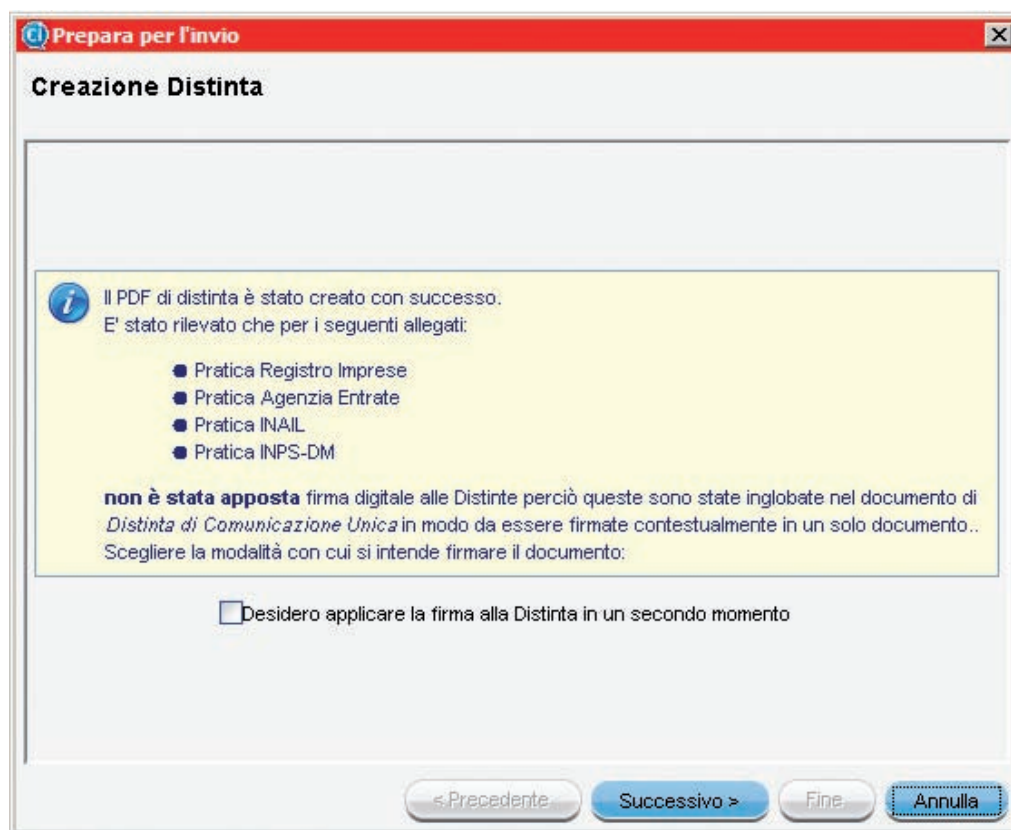 Prepara per l'invio
Creazione Distinta
Il PDF di distinta è stato creato con successo.
E' stato rilevato che per i seguenti allegati:
Pratica Registro Imprese
Pratica Agenzia Entrate
Pratica INAIL
Pratica INPS-DM
non è stata apposta firma digitale alle Distinte perciò queste sono state inglobate nel documento di
Distinta di Comunicazione Unica in modo da essere firmate contestualmente in un solo documento..
Scegliere la modalità con cui si intende firmare il documento:
Desidero applicare la firma alla Distinta in un secondo momento
< Precedente Successivo > Fine Annulla